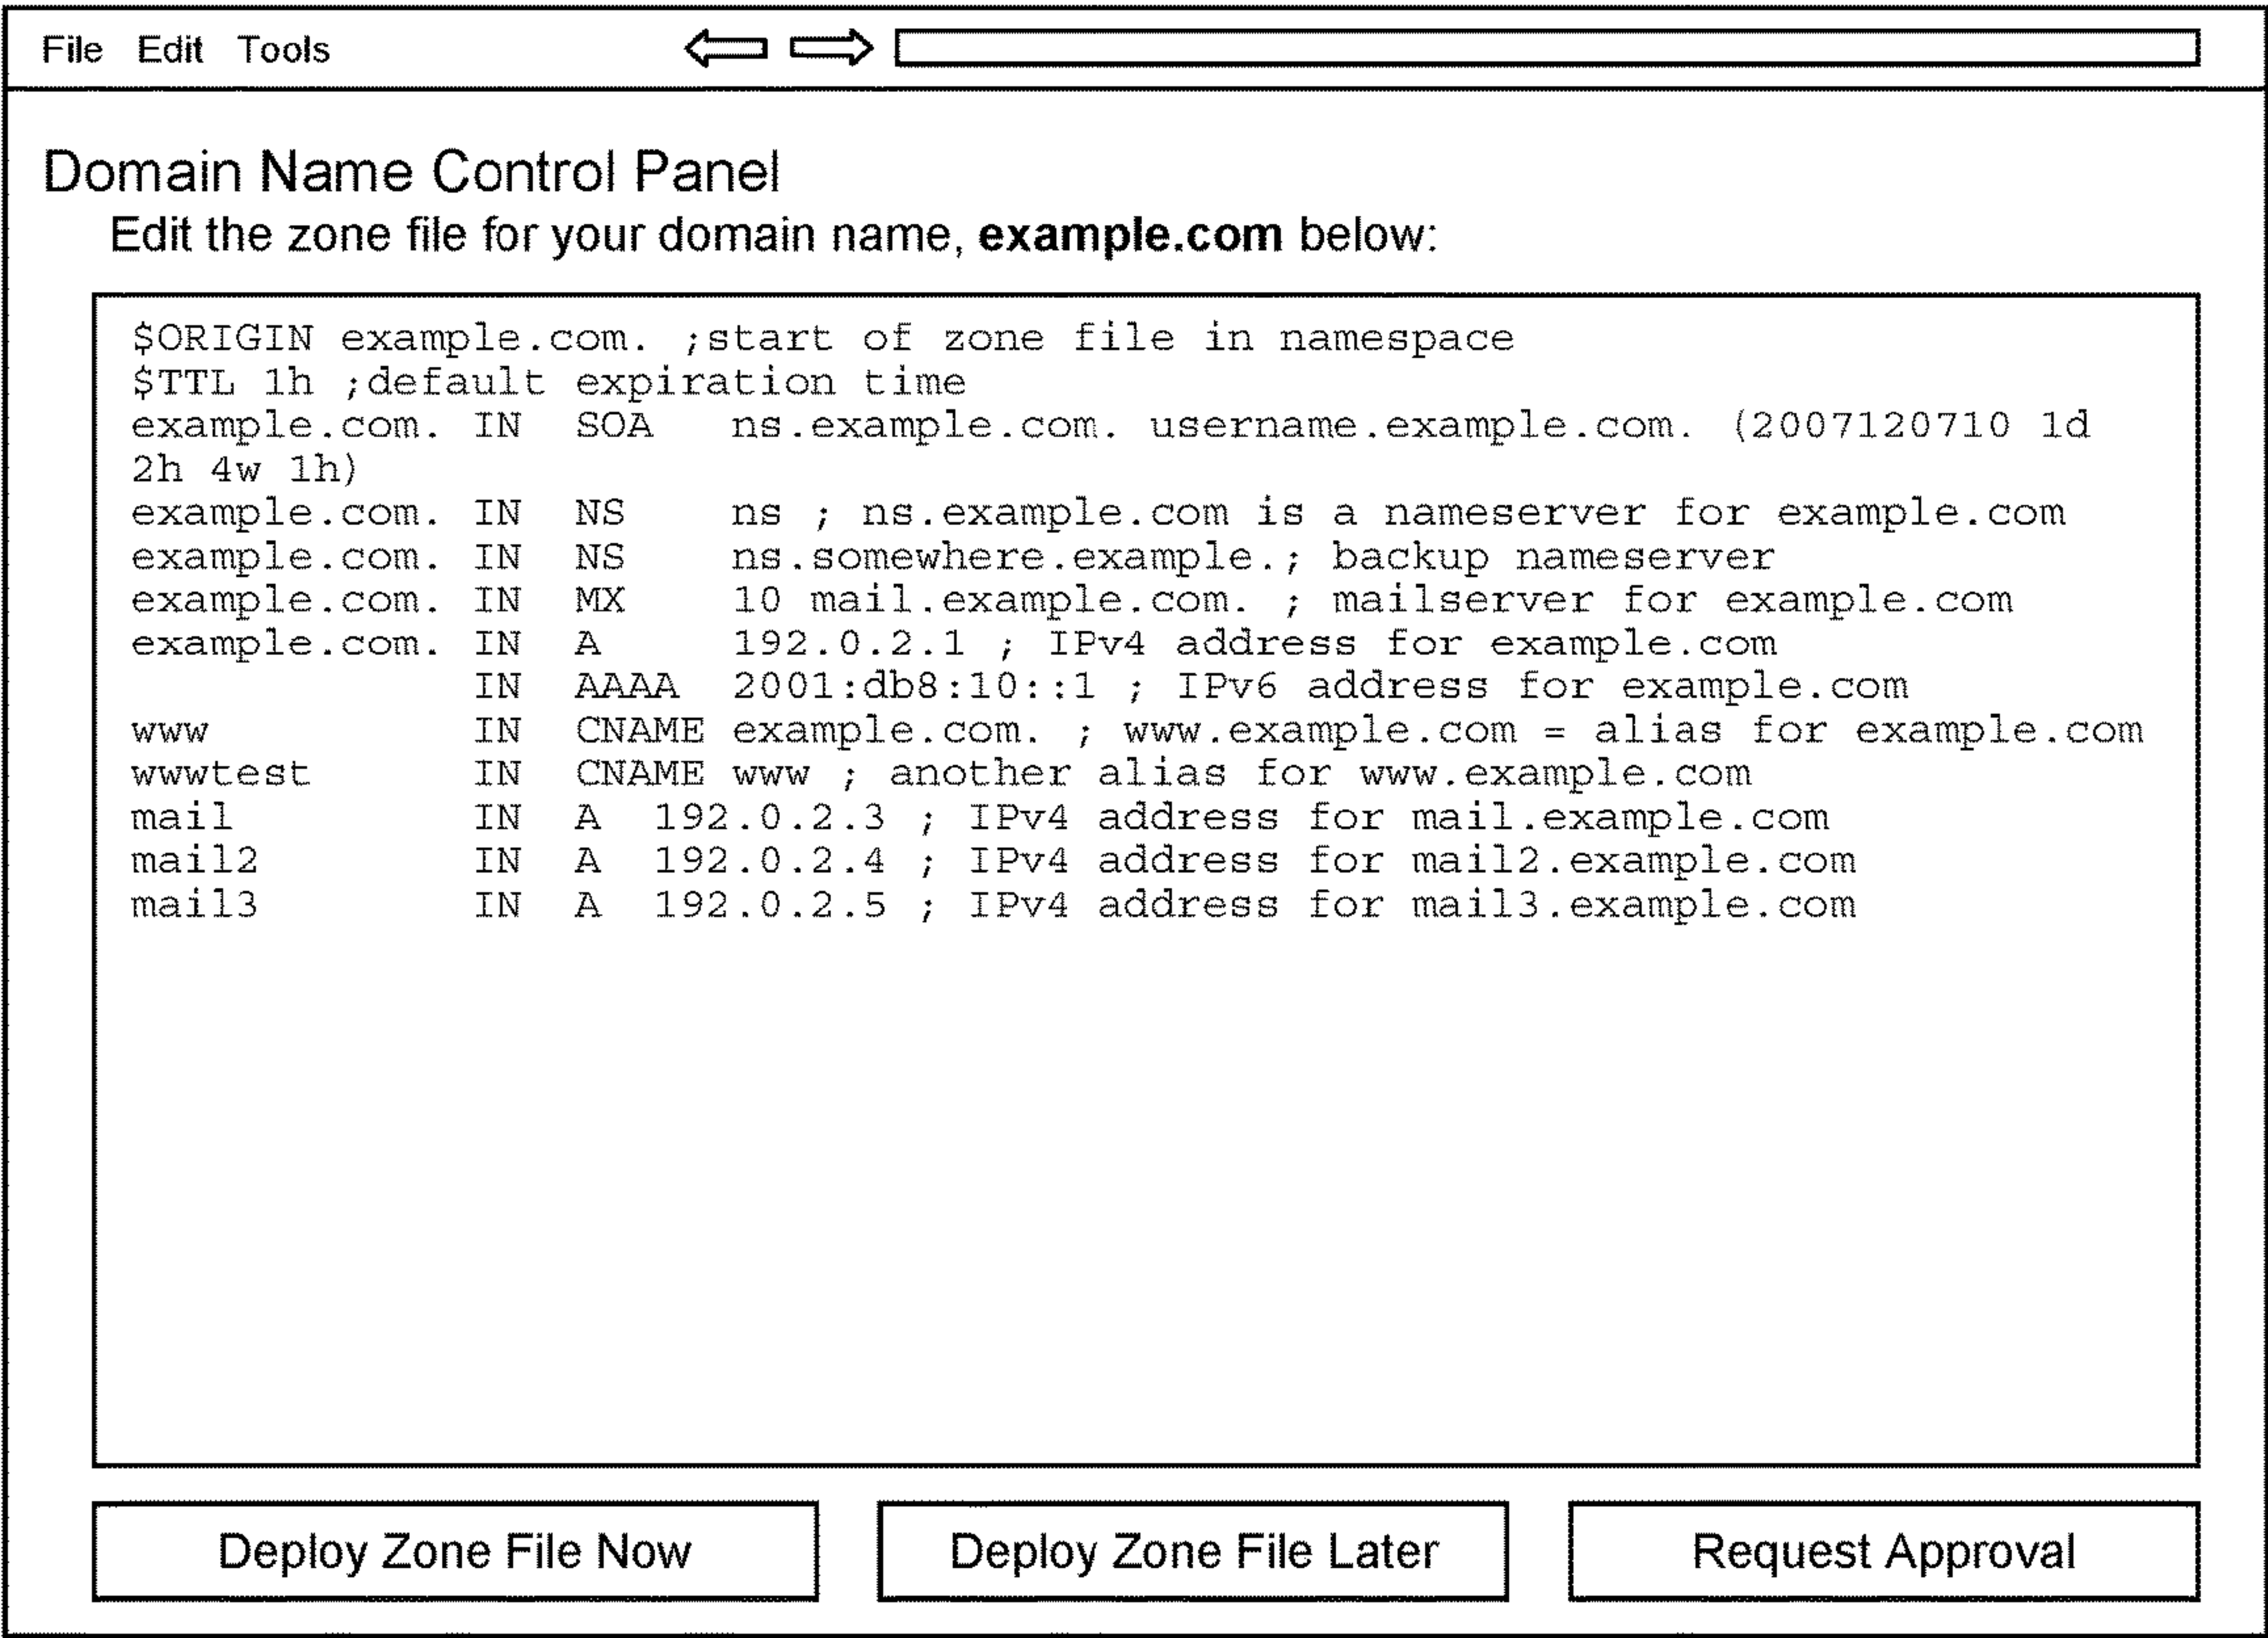 File Edit Tools
Domain Name Control Panel
Edit the zone file for your domain name, example.com below:
$ORIGIN example.com. ;start of zone file in namespace
$TTL 1h ;default expiration time
example.com. IN SOA ns.example.com. username.example.com. (2007120710 1d
2h 4w 1h)
example.com. IN NS ns ; ns.example.com is a nameserver for example.com
example.com. IN NS ns.somewhere.example.; backup nameserver
example.com. IN MX 10 mail.example.com. ; mailserver for example.com
example.com. IN A 192.0.2.1 ; IPv4 address for example.com
IN AAAA 2001:db8:10::1 ; IPv6 address for example.com
www IN CNAME example.com. ; www.example.com = alias for example.com
wwwtest IN CNAME www ; another alias for www.example.com
mail IN A 192.0.2.3 ; IPv4 address for mail.example.com
mail2 IN A 192.0.2.4 ; IPv4 address for mail2.example.com
mail3 IN A 192.0.2.5 ; IPv4 address for mail3.example.com
Deploy Zone File Now
Deploy Zone File Later
Request Approval